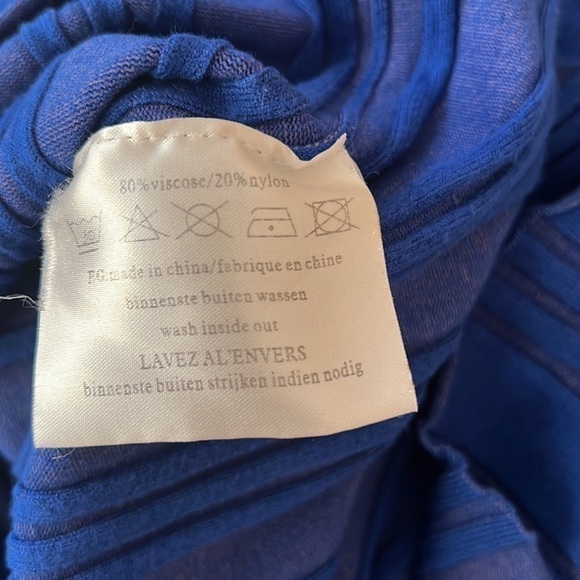 80%viscose/20%nylon
FG.made in china/fabrique en chine
binnenste buiten wassen
wash inside out
LAVEZ AL'ENVERS
binnenste buiten strijken indien nodig